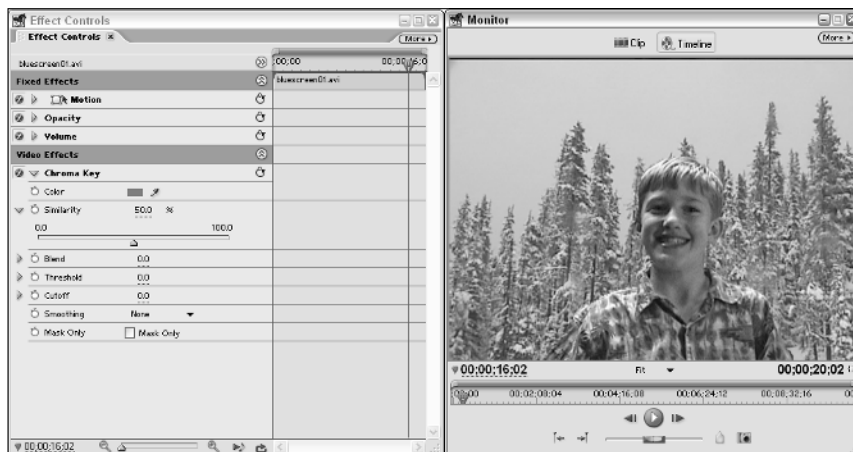 Effect Controls
Effect Controls
More
bluescreen01.avi
;00;00
00;00;16;0
Fixed Effects
bluescreen01.avi
Motion
Opacity
Volume
Video Effects
Chroma Key
Color
Similarity 50.0 %
0.0 100.0
Blend 0.0
Threshold 0.0
Cutoff 0.0
Smoothing None
Mask Only Mask Only
00;00;16;02
Monitor
Clip Timeline
More
00;00;16;02 Fit 00;00;20;02
00;00 00;02;08;04 00;04;16;08 00;06;24;12 00;08;32;16 00